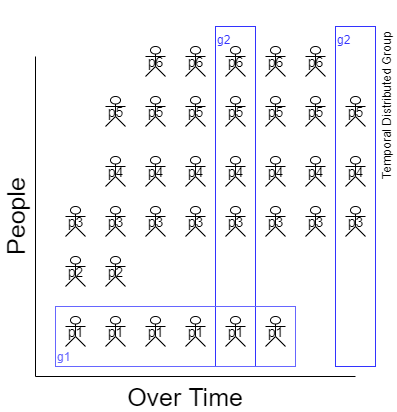 g2 g2
p6 p6 p6 p6 p6
p5 p5 p5 p5 p5 p5 p5
p4 p4 p4 p4 p4 p4 p4
p3 p3 p3 p3 p3 p3 p3 p3
p2 p2
p1 p1 p1 p1 p1 p1
g1
People
Over Time
Temporal Distributed Group